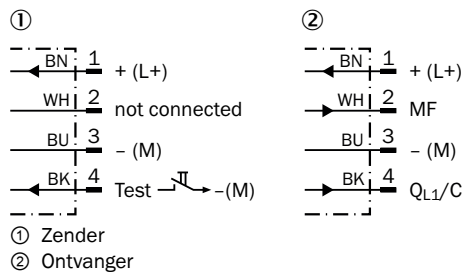 ①
BN 1 + (L+)
WH 2 not connected
BU 3 – (M)
BK 4 Test –(M)
②
BN 1 + (L+)
WH 2 MF
BU 3 – (M)
BK 4 QL1/C
① Zender
② Ontvanger